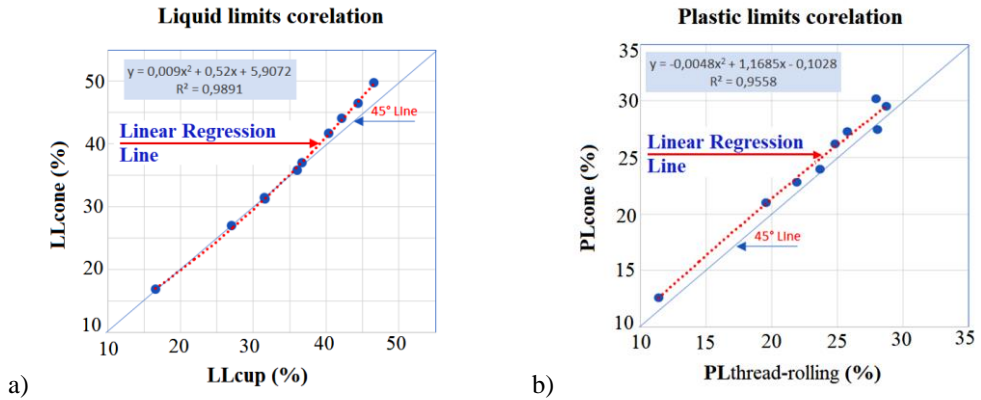 Liquid limits corelation
y = 0,009x² + 0,52x + 5,9072
R² = 0,9891
45° Line
Linear Regression
Line
LLcone (%)
50
40
30
20
10
10 20 30 40 50
LLcup (%)
a)
Plastic limits corelation
y = -0,0048x² + 1,1685x - 0,1028
R² = 0,9558
Linear Regression
Line
45° Line
PLcone (%)
35
30
25
20
15
10
10 15 20 25 30 35
PLthread-rolling (%)
b)